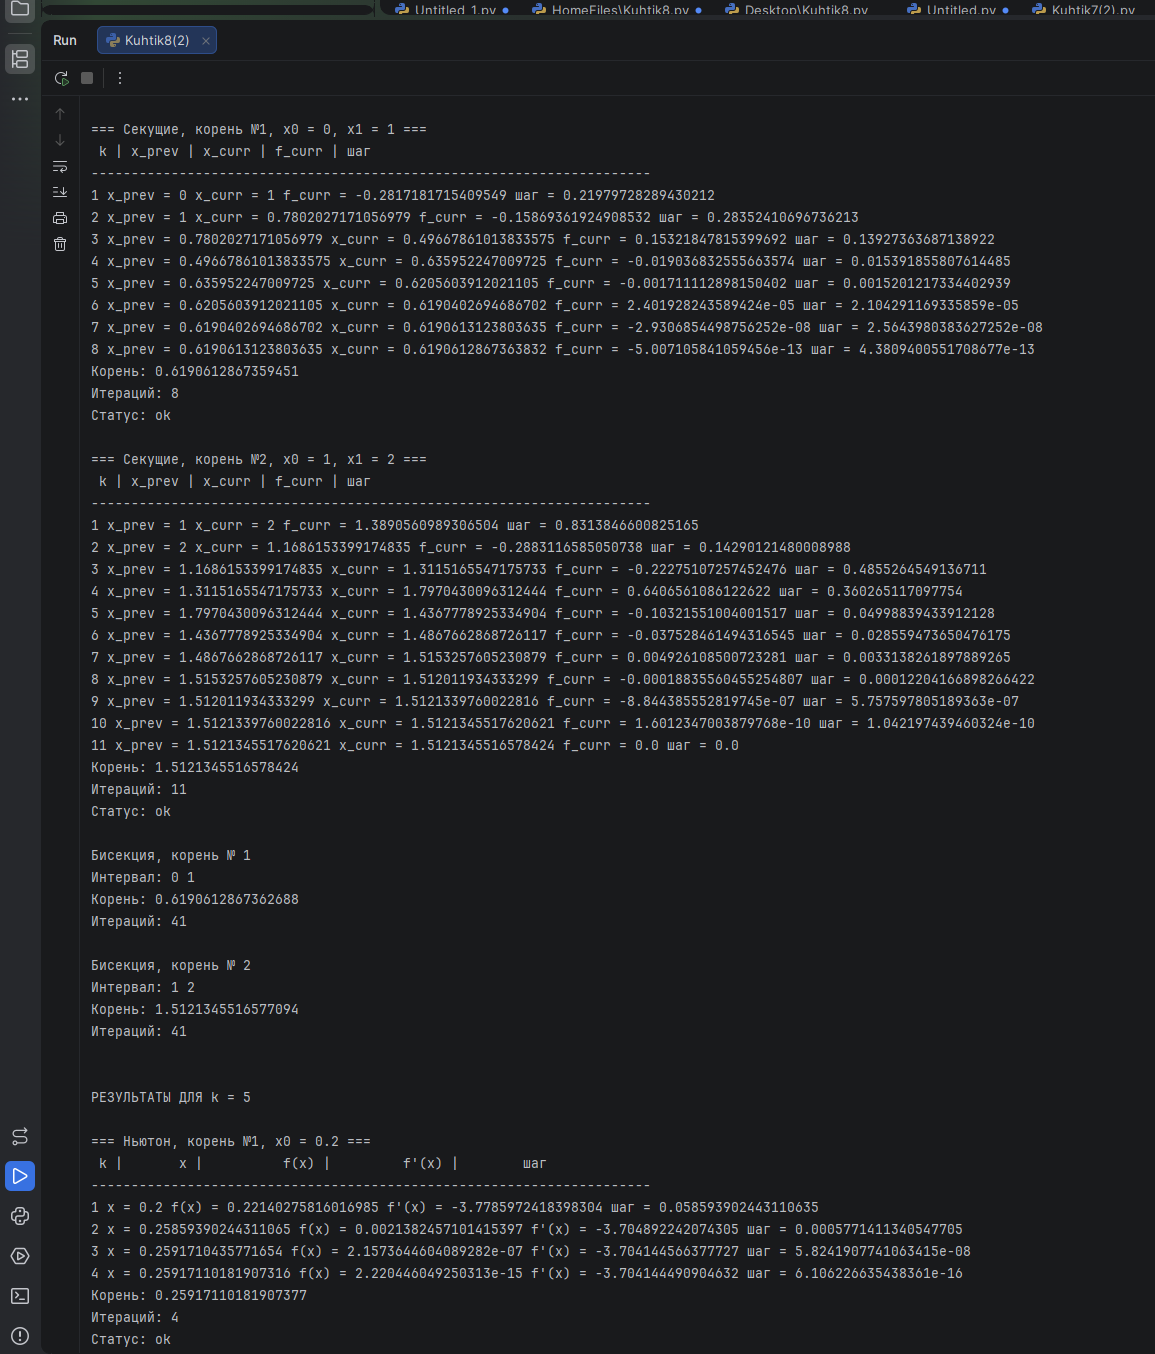 Untitled 1.py
HomeFiles\Kuhtik8.py
Desktop\Kuhtik8.py
Untitled.py
Kuhtik7(2).py
Run
Kuhtik8(2)
=== Секущие, корень №1, x0 = 0, x1 = 1 ===
k | x_prev | x_curr | f_curr | шаг
----------------------------------------------------------------------
1 x_prev = 0 x_curr = 1 f_curr = -0.2817181715409549 шаг = 0.21979728289430212
2 x_prev = 1 x_curr = 0.7802027171056979 f_curr = -0.15869361924908532 шаг = 0.28352410696736213
3 x_prev = 0.7802027171056979 x_curr = 0.49667861013833575 f_curr = 0.15321847815399692 шаг = 0.13927363687138922
4 x_prev = 0.49667861013833575 x_curr = 0.635952247009725 f_curr = -0.019036832555663574 шаг = 0.015391855807614485
5 x_prev = 0.635952247009725 x_curr = 0.6205603912021105 f_curr = -0.001711112898150402 шаг = 0.0015201217334402939
6 x_prev = 0.6205603912021105 x_curr = 0.6190402694686702 f_curr = 2.401928243589424e-05 шаг = 2.104291169335859e-05
7 x_prev = 0.6190402694686702 x_curr = 0.6190613123803635 f_curr = -2.9306854498756252e-08 шаг = 2.5643980383627252e-08
8 x_prev = 0.6190613123803635 x_curr = 0.6190612867363832 f_curr = -5.007105841059456e-13 шаг = 4.3809400551708677e-13
Корень: 0.6190612867359451
Итераций: 8
Статус: ok
=== Секущие, корень №2, x0 = 1, x1 = 2 ===
k | x_prev | x_curr | f_curr | шаг
----------------------------------------------------------------------
1 x_prev = 1 x_curr = 2 f_curr = 1.3890560989306504 шаг = 0.8313846600825165
2 x_prev = 2 x_curr = 1.1686153399174835 f_curr = -0.2883116585050738 шаг = 0.14290121480008988
3 x_prev = 1.1686153399174835 x_curr = 1.3115165547175733 f_curr = -0.22275107257452476 шаг = 0.4855264549136711
4 x_prev = 1.3115165547175733 x_curr = 1.7970430096312444 f_curr = 0.6406561086122622 шаг = 0.360265117097754
5 x_prev = 1.7970430096312444 x_curr = 1.4367778925334904 f_curr = -0.10321551004001517 шаг = 0.04998839433912128
6 x_prev = 1.4367778925334904 x_curr = 1.4867662868726117 f_curr = -0.037528461494316545 шаг = 0.028559473650476175
7 x_prev = 1.4867662868726117 x_curr = 1.5153257605230879 f_curr = 0.004926108500723281 шаг = 0.0033138261897889265
8 x_prev = 1.5153257605230879 x_curr = 1.512011934333299 f_curr = -0.00018835560455254807 шаг = 0.00012204166898266422
9 x_prev = 1.512011934333299 x_curr = 1.5121339760022816 f_curr = -8.844385552819745e-07 шаг = 5.757597805189363e-07
10 x_prev = 1.5121339760022816 x_curr = 1.5121345517620621 f_curr = 1.6012347003879768e-10 шаг = 1.042197439460324e-10
11 x_prev = 1.5121345517620621 x_curr = 1.5121345516578424 f_curr = 0.0 шаг = 0.0
Корень: 1.5121345516578424
Итераций: 11
Статус: ok
Бисекция, корень № 1
Интервал: 0 1
Корень: 0.6190612867362688
Итераций: 41
Бисекция, корень № 2
Интервал: 1 2
Корень: 1.5121345516577094
Итераций: 41
РЕЗУЛЬТАТЫ ДЛЯ k = 5
=== Ньютон, корень №1, x0 = 0.2 ===
k | x | f(x) | f'(x) | шаг
----------------------------------------------------------------------
1 x = 0.2 f(x) = 0.22140275816016985 f'(x) = -3.7785972418398304 шаг = 0.058593902443110635
2 x = 0.25859390244311065 f(x) = 0.0021382457101415397 f'(x) = -3.704892242074305 шаг = 0.0005771411340547705
3 x = 0.2591710435771654 f(x) = 2.1573644604089282e-07 f'(x) = -3.704144566377727 шаг = 5.8241907741063415e-08
4 x = 0.25917110181907316 f(x) = 2.220446049250313e-15 f'(x) = -3.704144490904632 шаг = 6.106226635438361e-16
Корень: 0.25917110181907377
Итераций: 4
Статус: ok